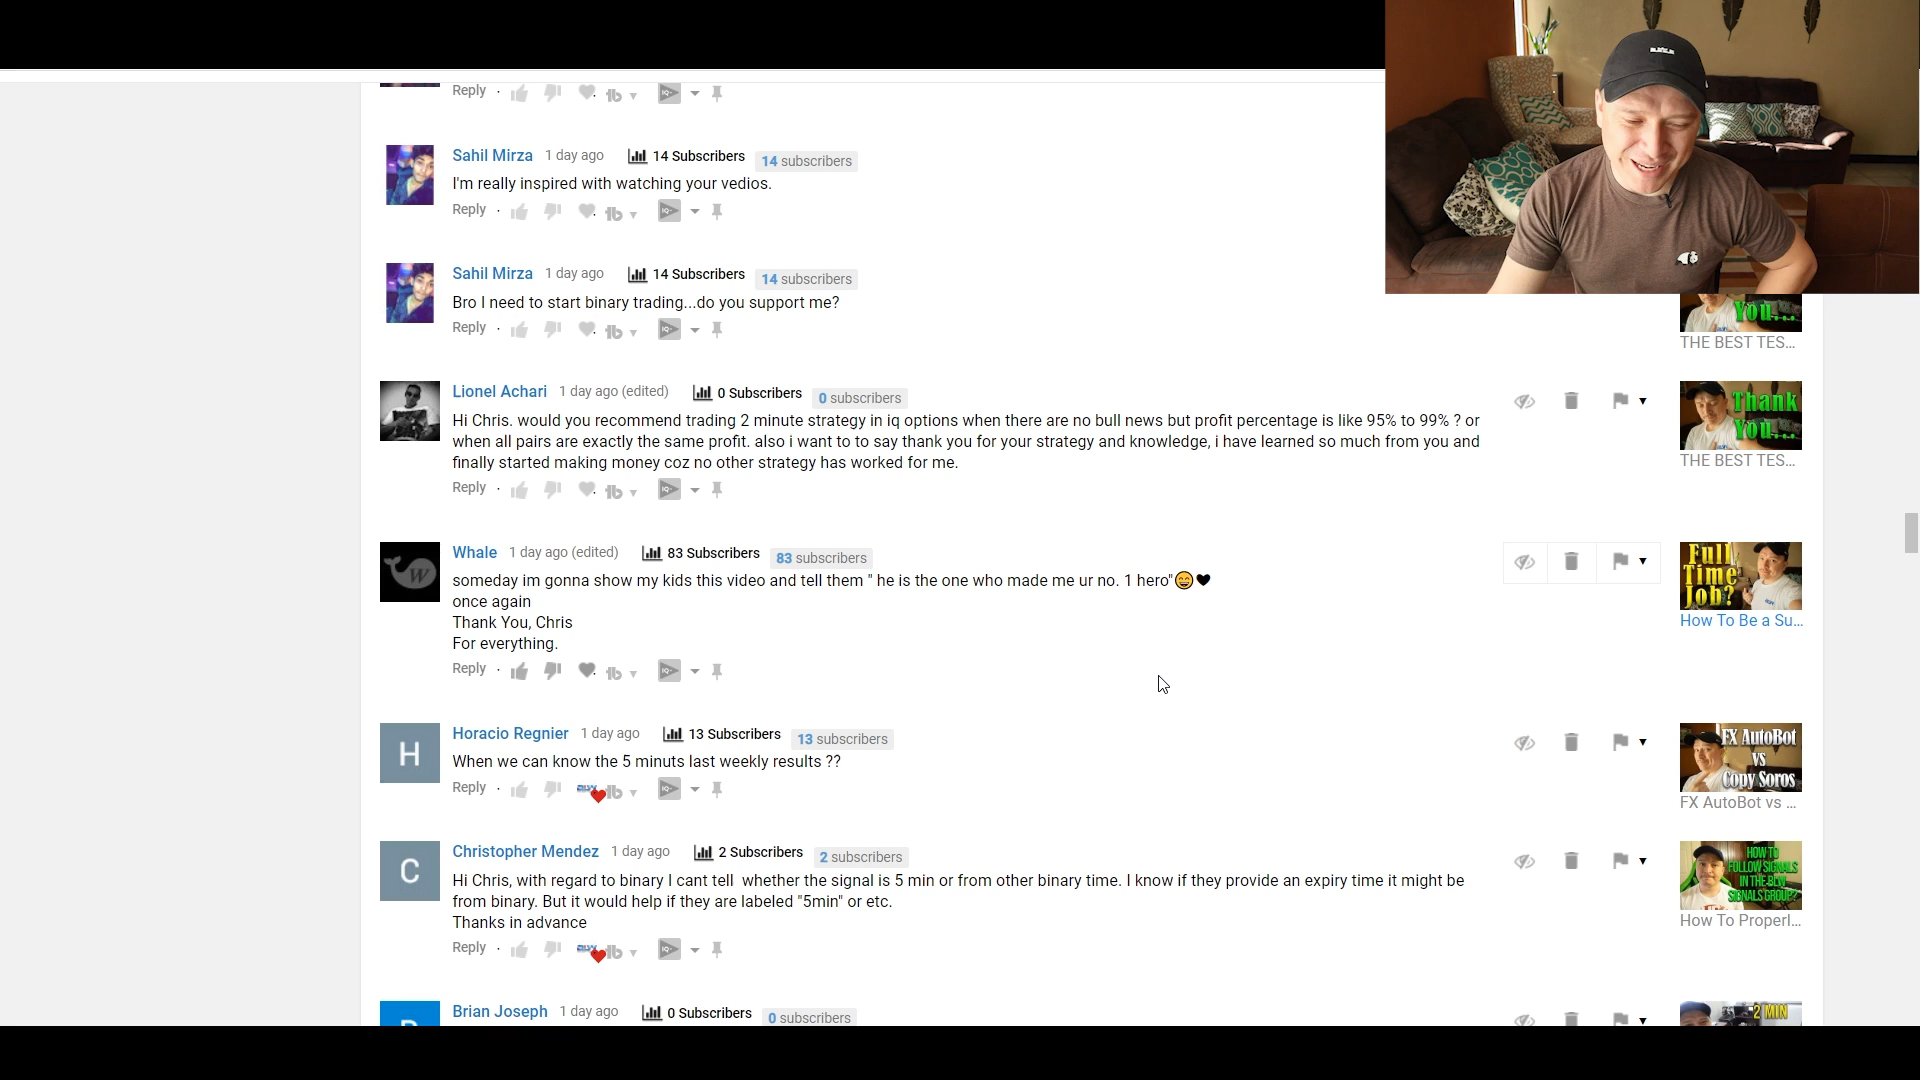 Reply
Sahil Mirza 1 day ago 14 Subscribers 14 subscribers
I'm really inspired with watching your vedios.
Reply
Sahil Mirza 1 day ago 14 Subscribers 14 subscribers
Bro I need to start binary trading...do you support me?
Reply
You...
THE BEST TES...
Lionel Achari 1 day ago (edited) 0 Subscribers 0 subscribers
Hi Chris. would you recommend trading 2 minute strategy in iq options when there are no bull news but profit percentage is like 95% to 99% ? or
when all pairs are exactly the same profit. also i want to to say thank you for your strategy and knowledge, i have learned so much from you and
finally started making money coz no other strategy has worked for me.
Reply
Thank
You...
THE BEST TES...
Whale 1 day ago (edited) 83 Subscribers 83 subscribers
someday im gonna show my kids this video and tell them " he is the one who made me ur no. 1 hero"😄🖤
once again
Thank You, Chris
For everything.
Reply
W
Full
Time
Job?
How To Be a Su...
H
Horacio Regnier 1 day ago 13 Subscribers 13 subscribers
When we can know the 5 minuts last weekly results ??
Reply
FX AutoBot
vs
Copy Soros
FX AutoBot vs ...
C
Christopher Mendez 1 day ago 2 Subscribers 2 subscribers
Hi Chris, with regard to binary I cant tell  whether the signal is 5 min or from other binary time. I know if they provide an expiry time it might be
from binary. But it would help if they are labeled "5min" or etc.
Thanks in advance
Reply
HOW TO
FOLLOW SIGNALS
IN THE BLW
SIGNALS GROUP?
How To Properl...
Brian Joseph 1 day ago 0 Subscribers 0 subscribers
2 MIN